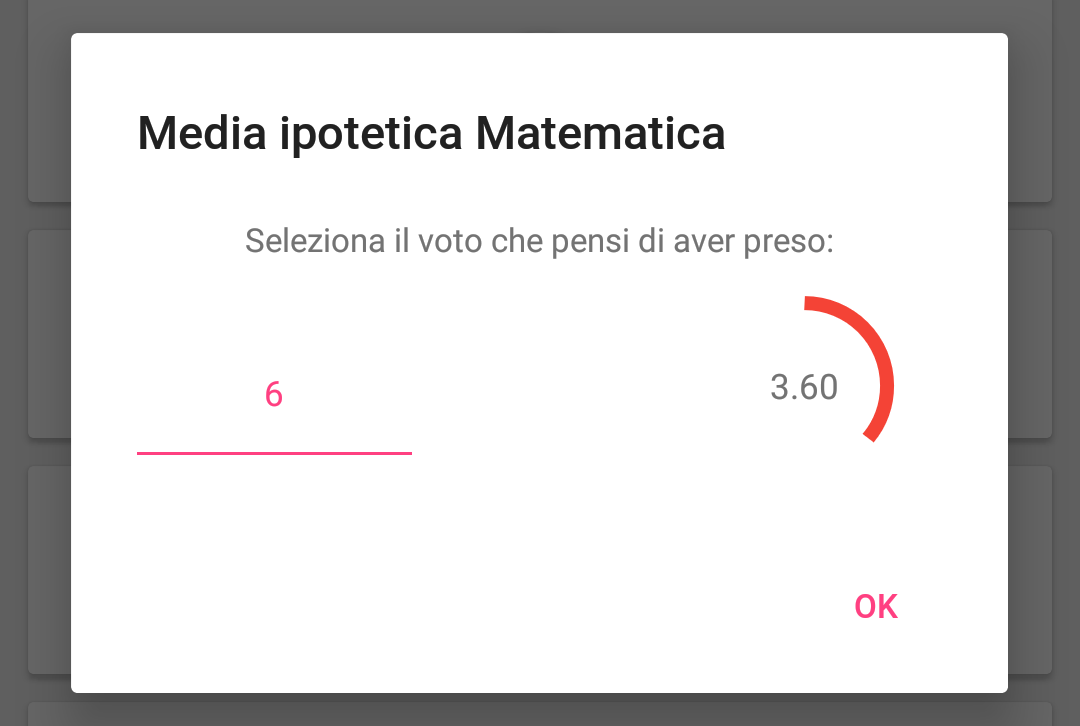 Media ipotetica Matematica
Seleziona il voto che pensi di aver preso:
6
3.60
OK